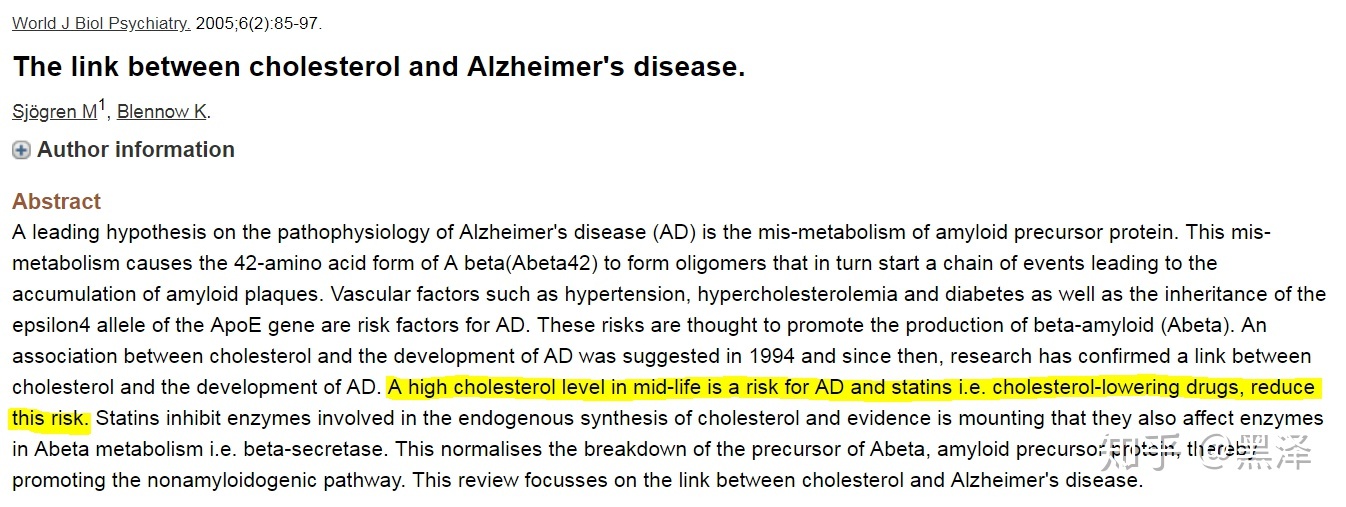 World J Biol Psychiatry. 2005;6(2):85-97.
The link between cholesterol and Alzheimer's disease.
Sjögren M1, Blennow K.
Author information
Abstract
A leading hypothesis on the pathophysiology of Alzheimer's disease (AD) is the mis-metabolism of amyloid precursor protein. This mis-
metabolism causes the 42-amino acid form of A beta(Abeta42) to form oligomers that in turn start a chain of events leading to the
accumulation of amyloid plaques. Vascular factors such as hypertension, hypercholesterolemia and diabetes as well as the inheritance of the
epsilon4 allele of the ApoE gene are risk factors for AD. These risks are thought to promote the production of beta-amyloid (Abeta). An
association between cholesterol and the development of AD was suggested in 1994 and since then, research has confirmed a link between
cholesterol and the development of AD. A high cholesterol level in mid-life is a risk for AD and statins i.e. cholesterol-lowering drugs, reduce
this risk. Statins inhibit enzymes involved in the endogenous synthesis of cholesterol and evidence is mounting that they also affect enzymes
in Abeta metabolism i.e. beta-secretase. This normalises the breakdown of the precursor of Abeta, amyloid precursor protein, thereby
promoting the nonamyloidogenic pathway. This review focusses on the link between cholesterol and Alzheimer's disease.
知乎 @黑泽